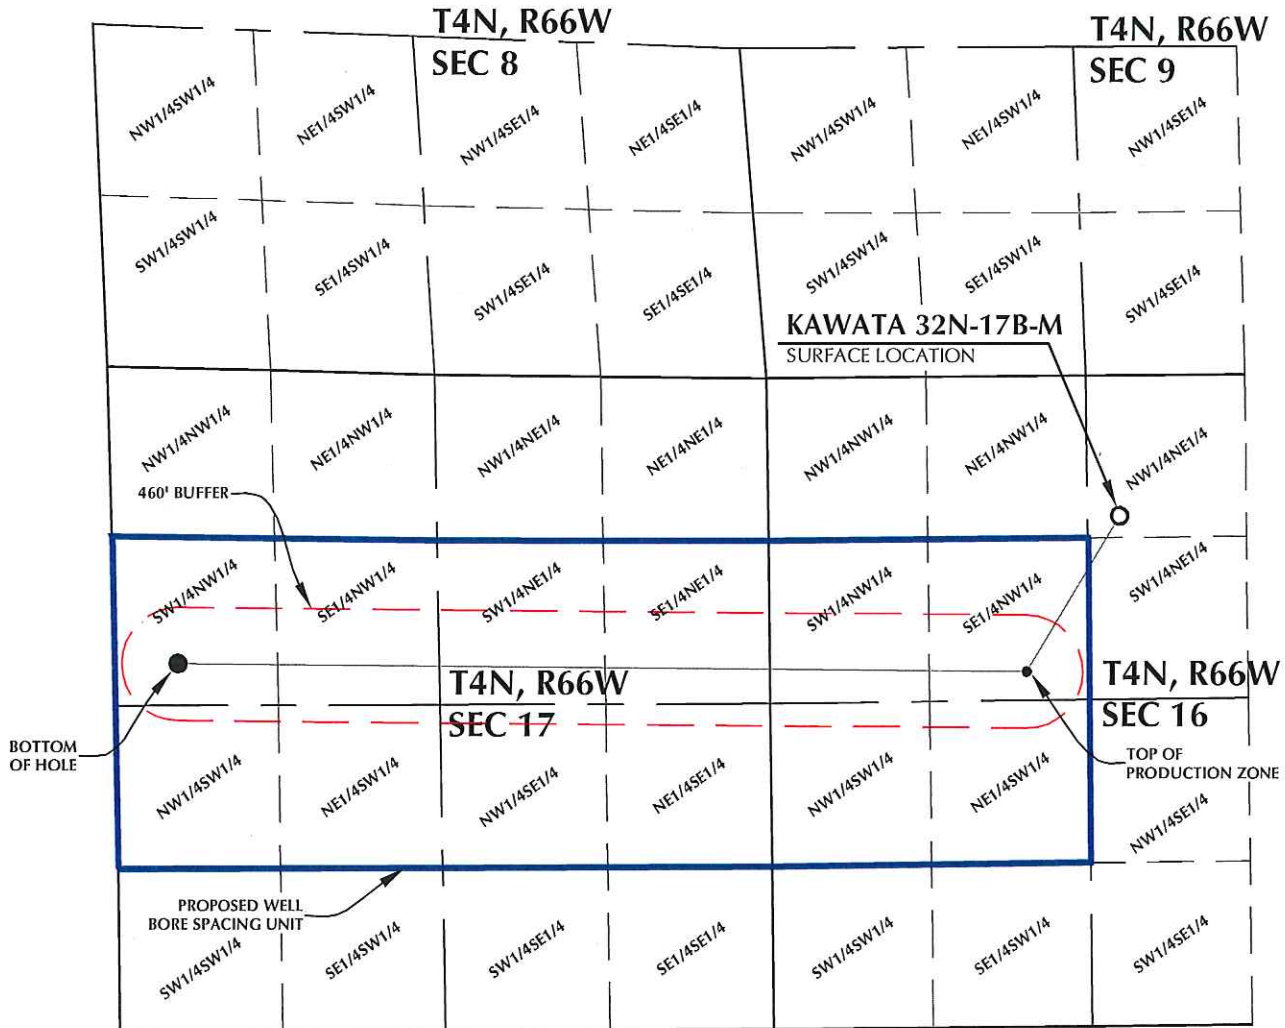 T4N, R66W
SEC 8
T4N, R66W
SEC 9
NW1/4SW1/4
NE1/4SW1/4
NW1/4SE1/4
NE1/4SE1/4
NW1/4SW1/4
NE1/4SW1/4
NW1/4SE1/4
SW1/4SW1/4
SE1/4SW1/4
SW1/4SE1/4
SE1/4SE1/4
SW1/4SW1/4
SE1/4SW1/4
SW1/4SE1/4
KAWATA 32N-17B-M
SURFACE LOCATION
NW1/4NW1/4
NE1/4NW1/4
NW1/4NE1/4
NE1/4NE1/4
NW1/4NW1/4
NE1/4NW1/4
NW1/4NE1/4
460' BUFFER
SW1/4NW1/4
SE1/4NW1/4
SW1/4NE1/4
SE1/4NE1/4
SW1/4NW1/4
SE1/4NW1/4
SW1/4NE1/4
T4N, R66W
SEC 17
T4N, R66W
SEC 16
BOTTOM
OF HOLE
TOP OF
PRODUCTION ZONE
NW1/4SW1/4
NE1/4SW1/4
NW1/4SE1/4
NE1/4SE1/4
NW1/4SW1/4
NE1/4SW1/4
NW1/4SE1/4
PROPOSED WELL
BORE SPACING UNIT
SW1/4SW1/4
SE1/4SW1/4
SW1/4SE1/4
SE1/4SE1/4
SW1/4SW1/4
SE1/4SW1/4
SW1/4SE1/4